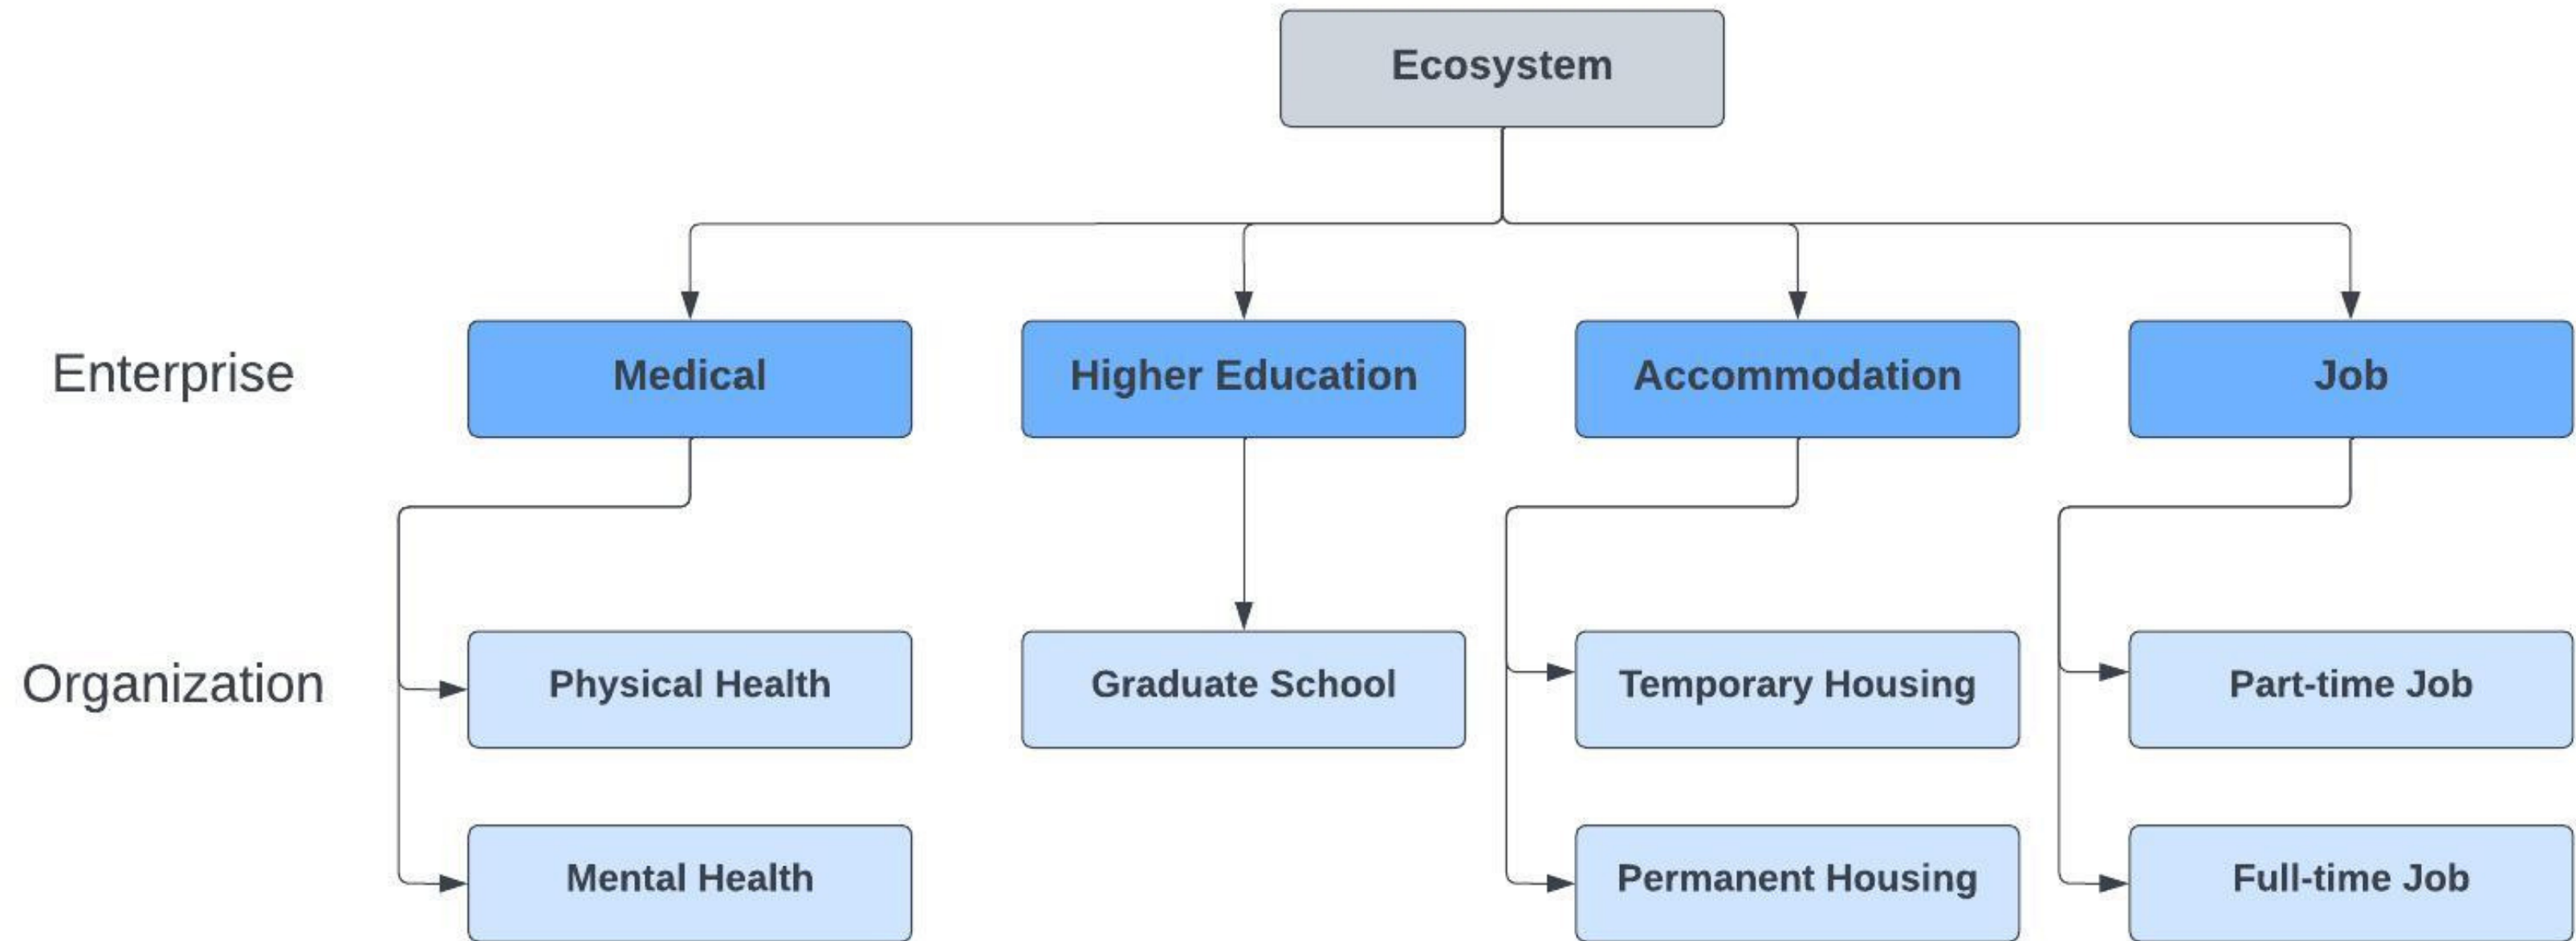 Ecosystem
Enterprise
Medical
Higher Education
Accommodation
Job
Organization
Physical Health
Graduate School
Temporary Housing
Part-time Job
Mental Health
Permanent Housing
Full-time Job